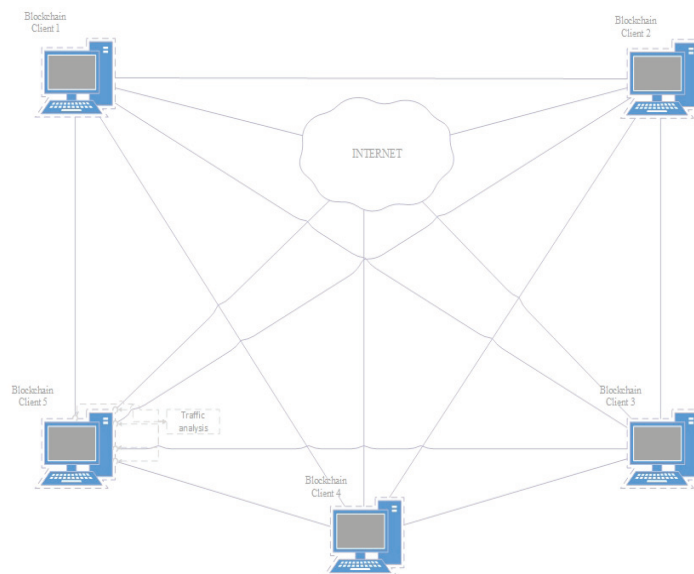 Blockchain
Client 1
Blockchain
Client 2
INTERNET
Blockchain
Client 5
Traffic
analysis
Blockchain
Client 3
Blockchain
Client 4